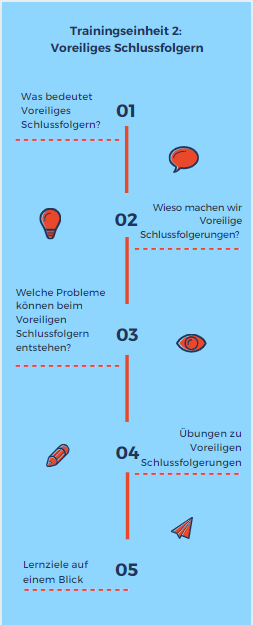 Trainingseinheit 2:
Voreiliges Schlussfolgern
Was bedeutet
Voreiliges
Schlussfolgern?
01
02
Wieso machen wir
Voreilige
Schlussfolgerungen?
Welche Probleme
können beim
Voreiligen
Schlussfolgern
entstehen?
03
04
Übungen zu
Voreiligen
Schlussfolgerungen
Lernziele auf
einem Blick
05